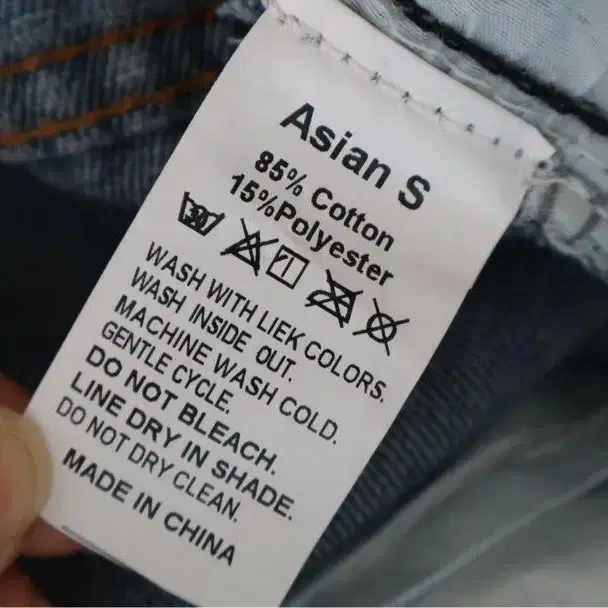 Asian S
85% Cotton
15%Polyester
30
WASH WITH LIEK COLORS.
WASH INSIDE OUT.
MACHINE WASH COLD.
GENTLE CYCLE.
DO NOT BLEACH.
LINE DRY IN SHADE.
DO NOT DRY CLEAN.
MADE IN CHINA